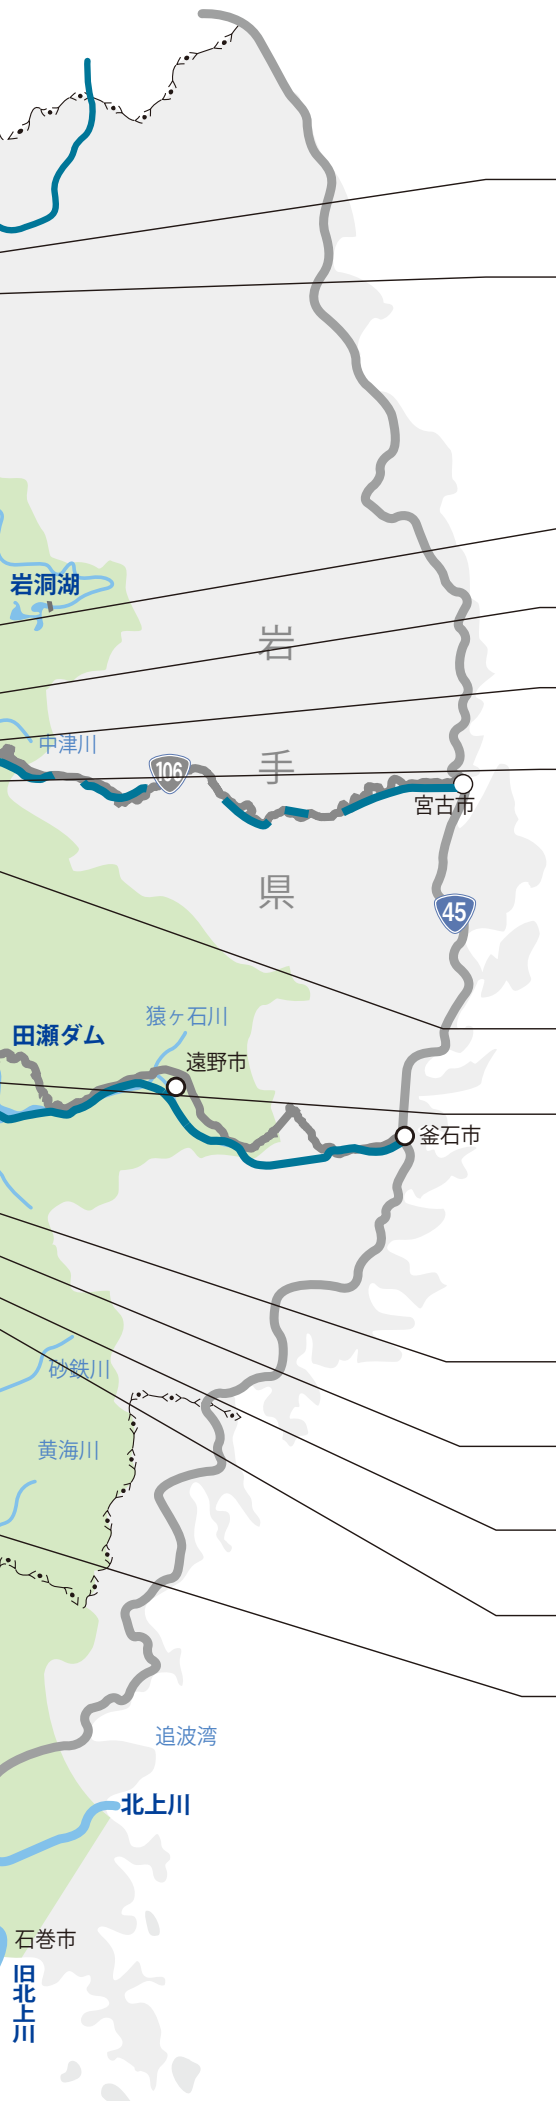 岩洞湖
岩手県
中津川
106
宮古市
45
猿ヶ石川
田瀬ダム
遠野市
釜石市
砂鉄川
黄海川
追波湾
北上川
石巻市
旧北上川